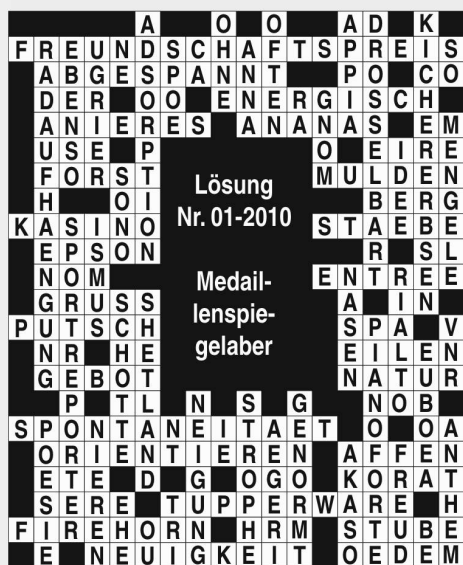 A O O AD K
FREUNDSCHAFTSPREIS
ABGESPANNT PO CO
DER OO ENERGISCH
ANIERES ANANAS EM
USE P O EIRE
FORST MULDEN
H OI BERG
KASINO STAEBE
EPSON R SL
NOM ENTREE
GRUSS A IN
PUTSCH SPA V
NR HE EILEN
GEBOT NATUR
Lösung
Nr. 01-2010
Medail-
lenspie-
gelaber
P TL N S G NOB
SPONTANEITAET O OA
ORIENTIEREN AFFEN
ETE D G OGO KORAT
SERE TUPPERWARE H
FIREHORN HRM STUBE
E NEUIGKEIT OEDEM